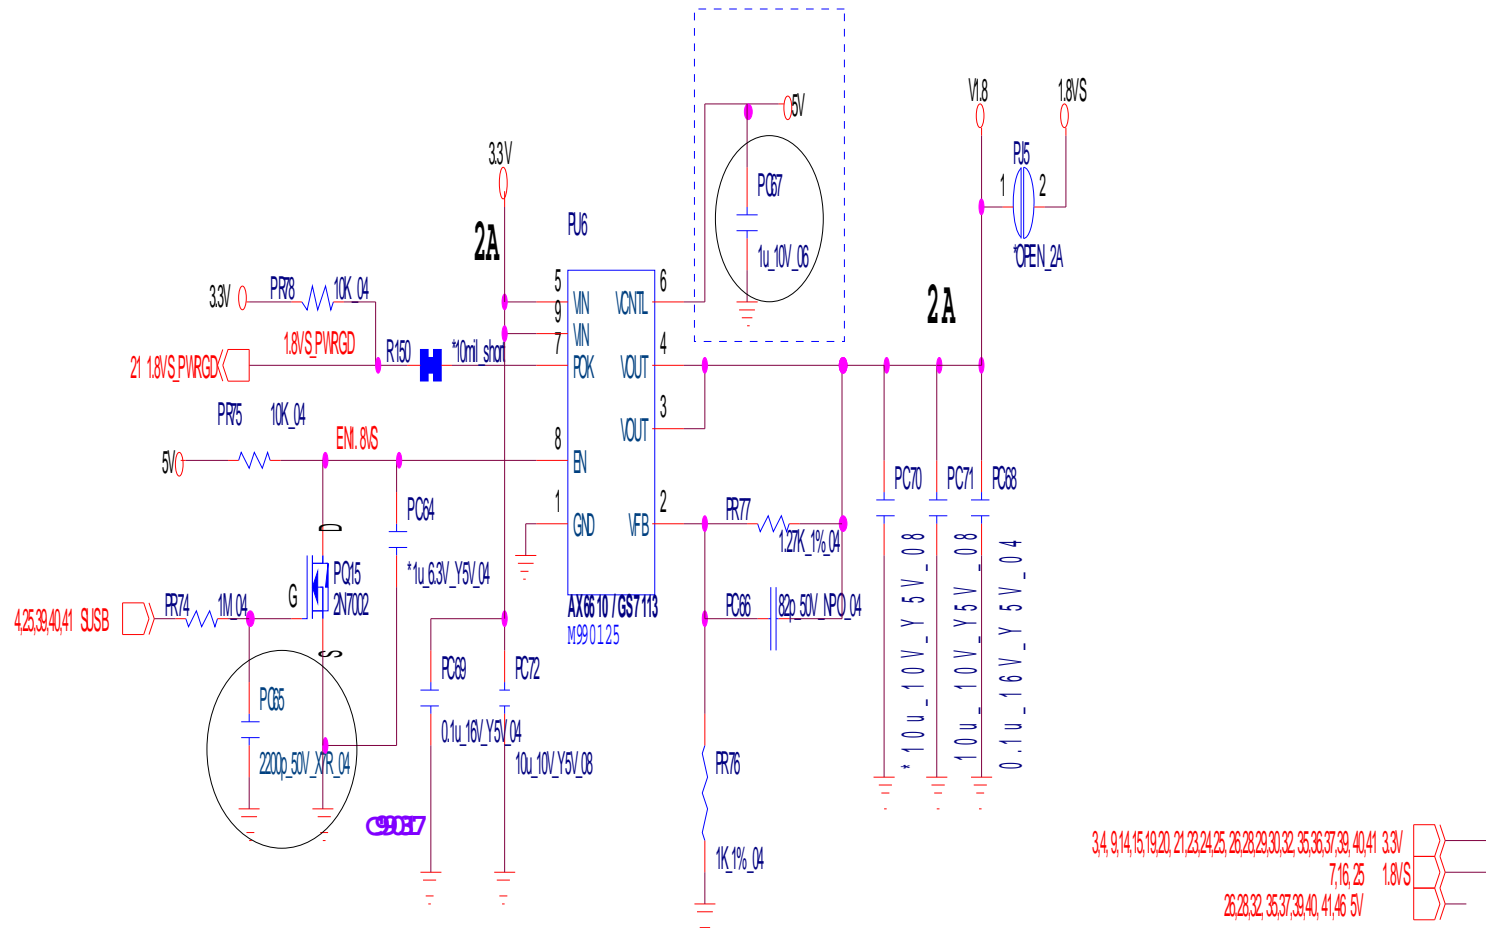 5V
V1.8
1.8VS
3.3V
PJ5
1
2
PC67
2A
PU6
1u_10V_06
*OPEN_2A
3.3V
PR78
10K_04
5
VIN
VCNTL
6
2A
9
VIN
1.8VS_PWRGD
R150
*10mil_short
7
POK
VOUT
4
21 1.8VS_PWRGD
PR75
10K_04
3
VOUT
EN1.8VS
5V
8
EN
PC70
PC71
PC68
PC64
1
GND
VFB
2
PR77
D
1.27K_1%_04
*10u_10V_Y5V_08
10u_10V_Y5V_08
0.1u_16V_Y5V_04
*1u_6.3V_Y5V_04
PQ15
2N7002
G
4,25,39,40,41 SUSB
PR74
1M_04
AX6610/GS7113
M990125
PC66
82p_50V_NPO_04
S
PC69
PC72
PC65
0.1u_16V_Y5V_04
2200p_50V_X7R_04
10u_10V_Y5V_08
PR76
1K_1%_04
3,4, 9,14,15,19,20, 21,23,24,25, 26,28,29,30,32, 35,36,37,39, 40,41 3.3V
7,16, 25 1.8VS
26,28,32, 35,37,39,40, 41,46 5V